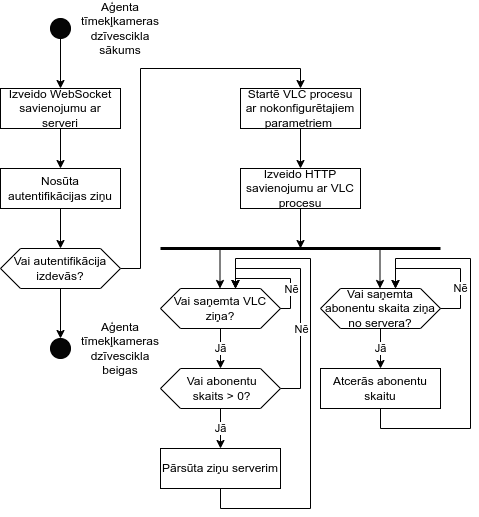 Aģenta
tīmekļkameras
dzīvescikla
sākums
Izveido WebSocket
savienojumu ar
serveri
Startē VLC procesu
ar nokonfigurētajiem
parametriem
Nosūta
autentifikācijas ziņu
Izveido HTTP
savienojumu ar VLC
procesu
Vai autentifikācija
izdevās?
Aģenta
tīmekļkameras
dzīvescikla
beigas
Vai saņemta VLC
ziņa?
Nē
Vai saņemta
abonentu skaita ziņa
no servera?
Nē
Jā
Nē
Jā
Vai abonentu
skaits > 0?
Atcerās abonentu
skaitu
Jā
Pārsūta ziņu serverim